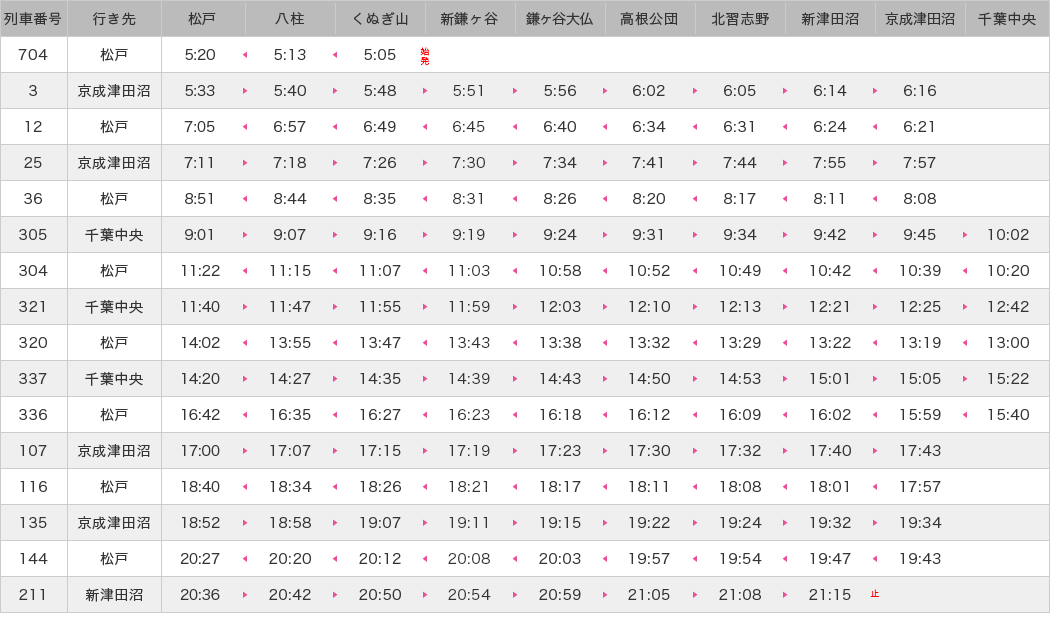 列車番号 行き先 松戸 八柱 くぬぎ山 新鎌ヶ谷 鎌ヶ谷大仏 高根公団 北習志野 新津田沼 京成津田沼 千葉中央
704 松戸 5:20 5:13 5:05 始発
3 京成津田沼 5:33 5:40 5:48 5:51 5:56 6:02 6:05 6:14 6:16
12 松戸 7:05 6:57 6:49 6:45 6:40 6:34 6:31 6:24 6:21
25 京成津田沼 7:11 7:18 7:26 7:30 7:34 7:41 7:44 7:55 7:57
36 松戸 8:51 8:44 8:35 8:31 8:26 8:20 8:17 8:11 8:08
305 千葉中央 9:01 9:07 9:16 9:19 9:24 9:31 9:34 9:42 9:45 10:02
304 松戸 11:22 11:15 11:07 11:03 10:58 10:52 10:49 10:42 10:39 10:20
321 千葉中央 11:40 11:47 11:55 11:59 12:03 12:10 12:13 12:21 12:25 12:42
320 松戸 14:02 13:55 13:47 13:43 13:38 13:32 13:29 13:22 13:19 13:00
337 千葉中央 14:20 14:27 14:35 14:39 14:43 14:50 14:53 15:01 15:05 15:22
336 松戸 16:42 16:35 16:27 16:23 16:18 16:12 16:09 16:02 15:59 15:40
107 京成津田沼 17:00 17:07 17:15 17:19 17:23 17:30 17:32 17:40 17:43
116 松戸 18:40 18:34 18:26 18:21 18:17 18:11 18:08 18:01 17:57
135 京成津田沼 18:52 18:58 19:07 19:11 19:15 19:22 19:24 19:32 19:34
144 松戸 20:27 20:20 20:12 20:08 20:03 19:57 19:54 19:47 19:43
211 新津田沼 20:36 20:42 20:50 20:54 20:59 21:05 21:08 21:15 止